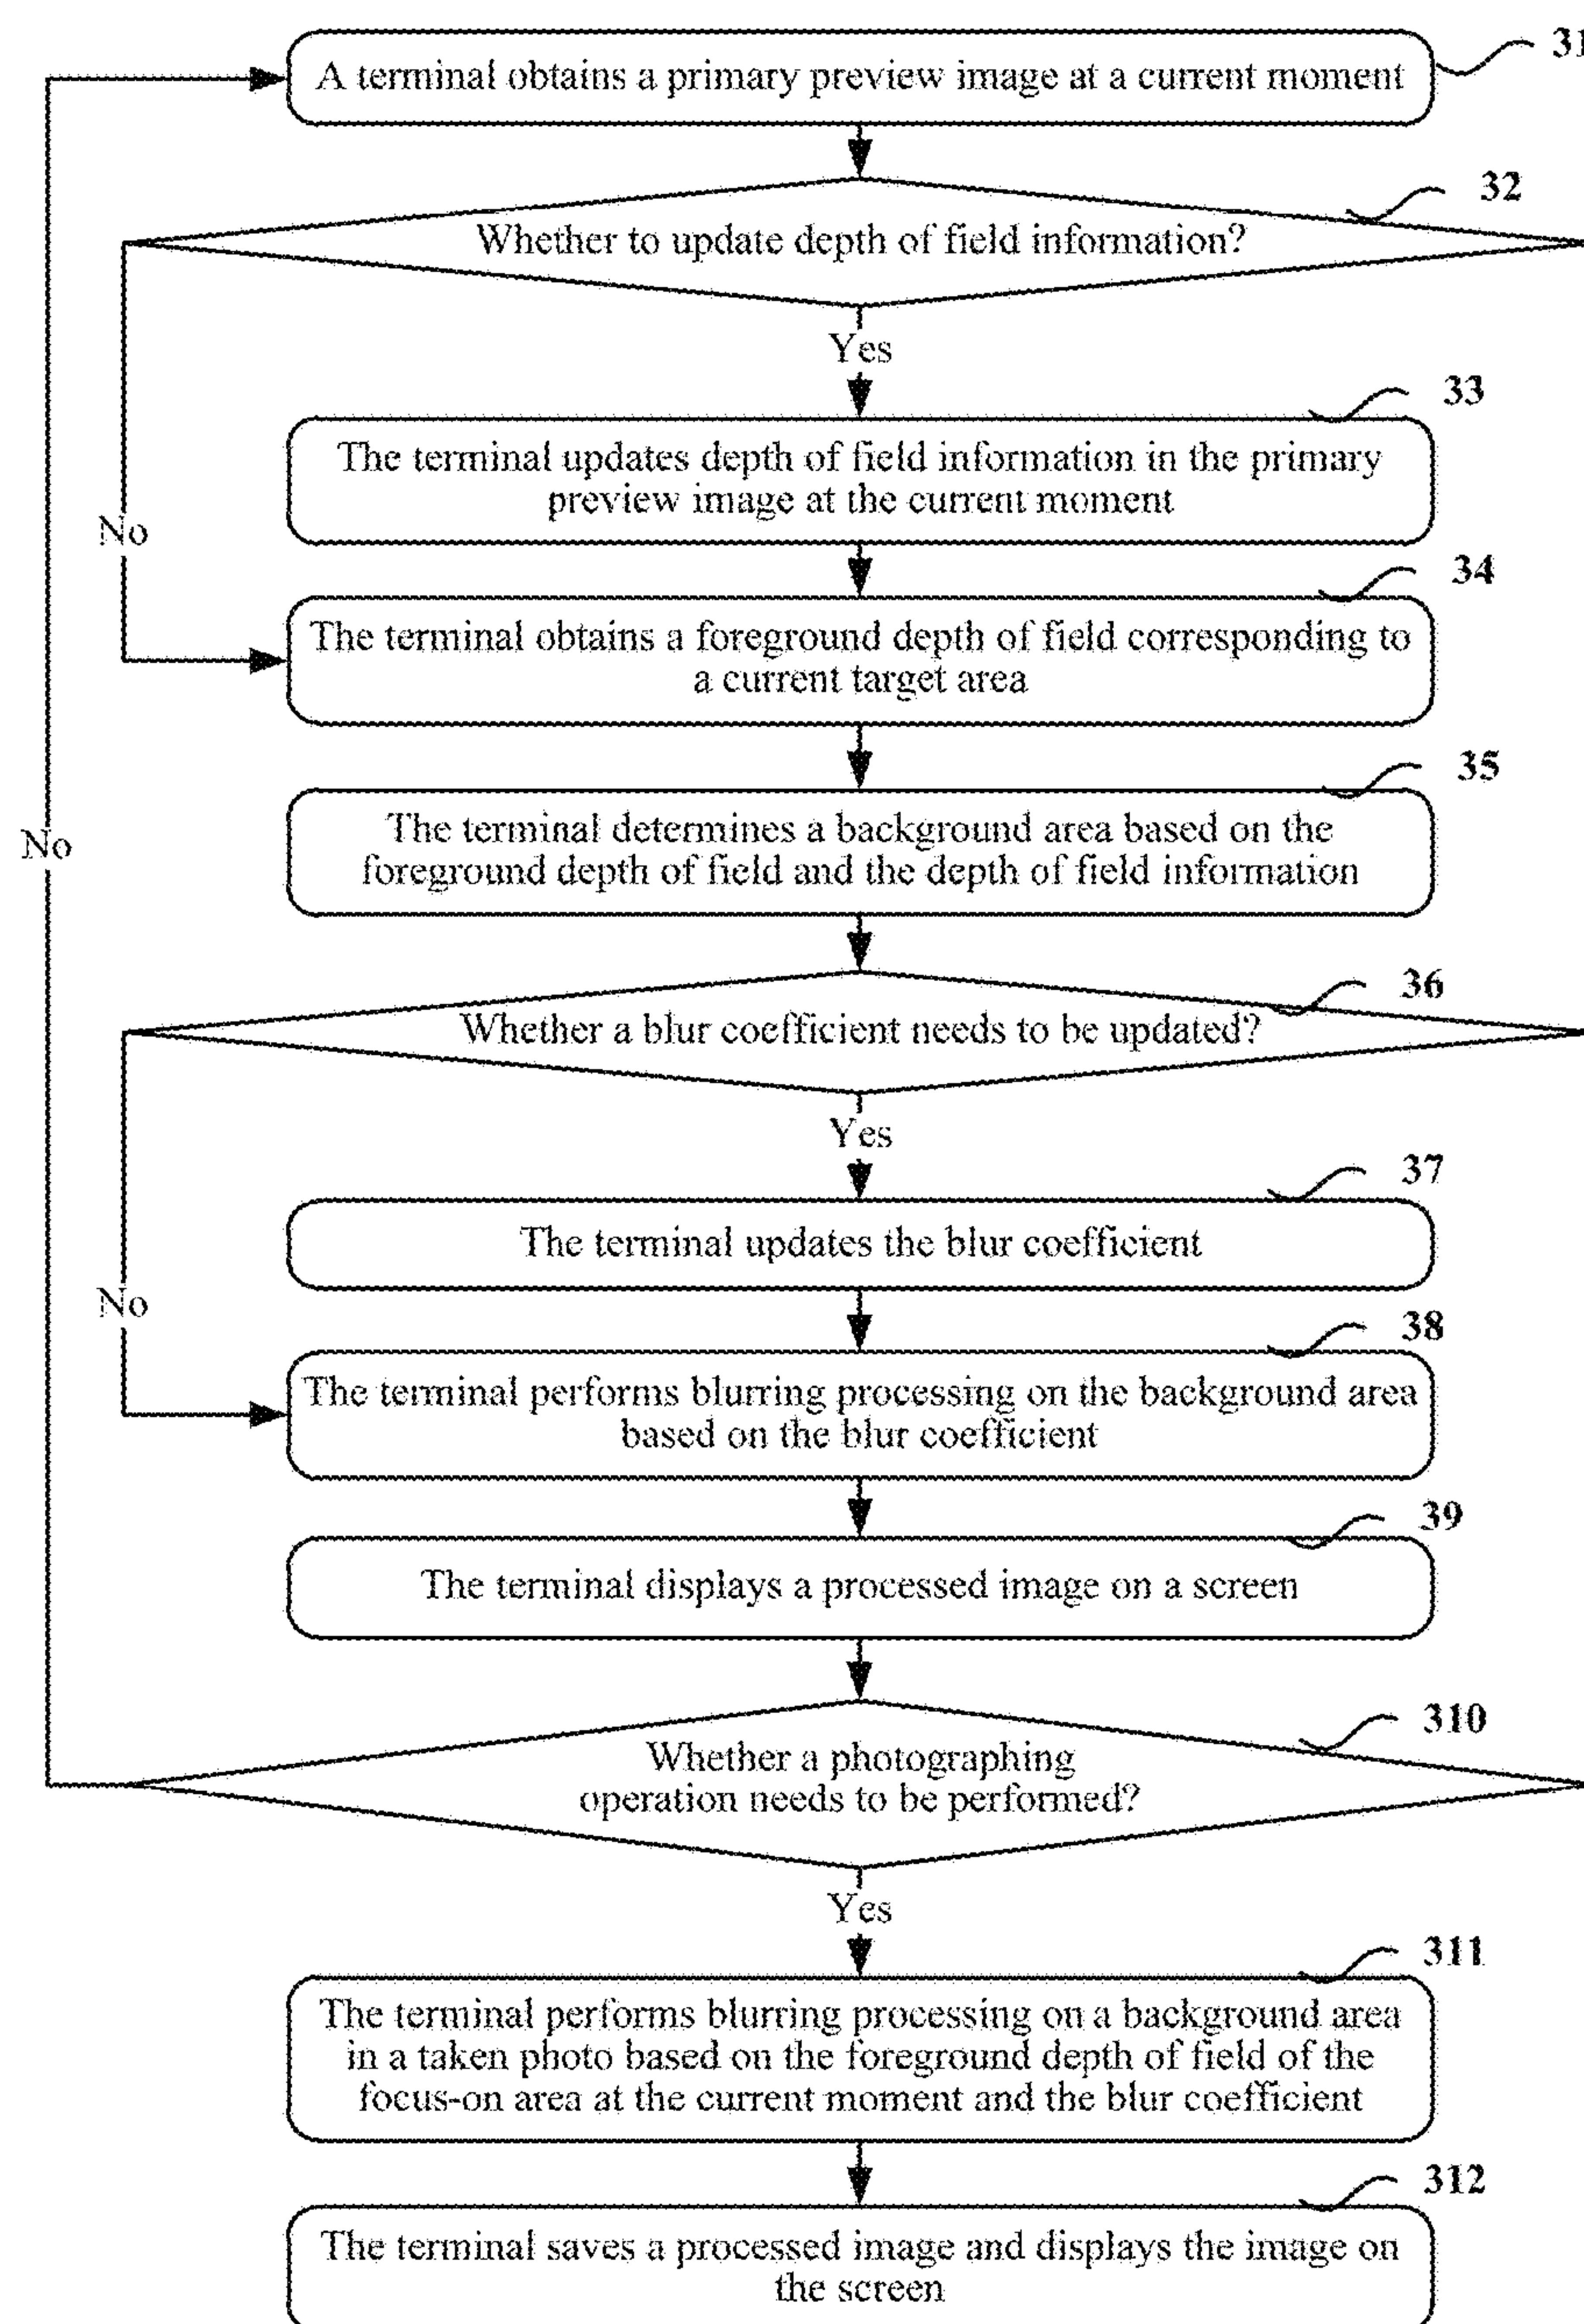 31
A terminal obtains a primary preview image at a current moment
32
Whether to update depth of field information?
Yes
33
The terminal updates depth of field information in the primary
preview image at the current moment
No
34
The terminal obtains a foreground depth of field corresponding to
a current target area
35
The terminal determines a background area based on the
foreground depth of field and the depth of field information
No
36
Whether a blur coefficient needs to be updated?
Yes
37
The terminal updates the blur coefficient
No
38
The terminal performs blurring processing on the background area
based on the blur coefficient
39
The terminal displays a processed image on a screen
310
Whether a photographing
operation needs to be performed?
Yes
311
The terminal performs blurring processing on a background area
in a taken photo based on the foreground depth of field of the
focus-on area at the current moment and the blur coefficient
312
The terminal saves a processed image and displays the image on
the screen